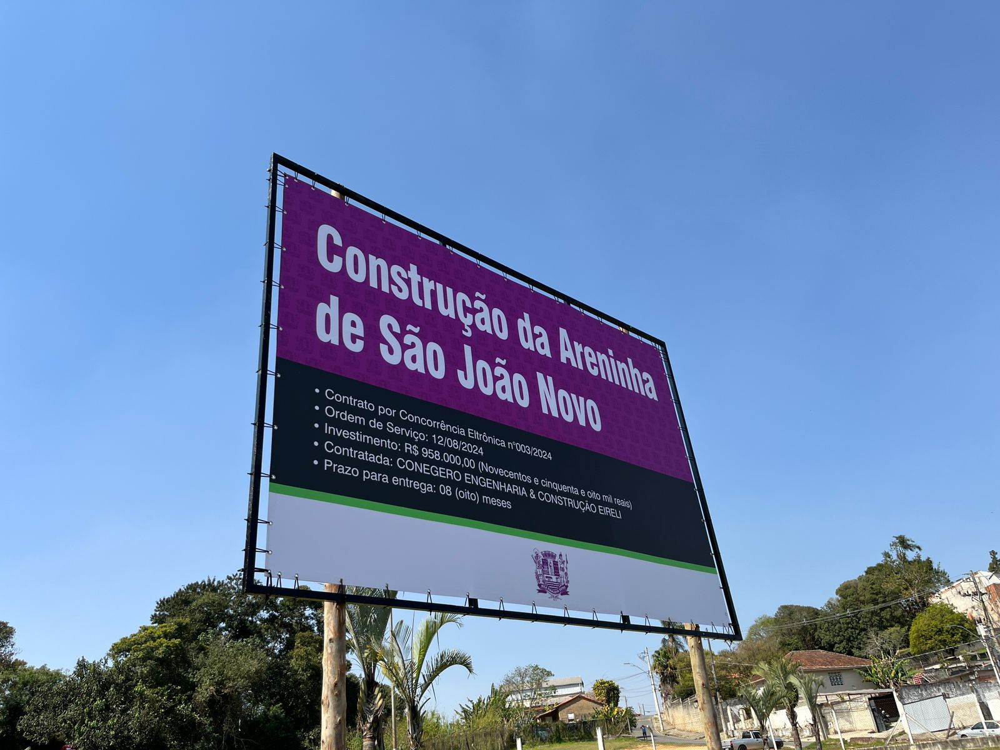 Construção da Areninha
de São João Novo
• Contrato por Concorrência Eltrônica n°003/2024
• Ordem de Serviço: 12/08/2024
• Investimento: R$ 958.000,00 (Novecentos e cinquenta e oito mil reais)
• Contratada: CONEGERO ENGENHARIA & CONSTRUÇÃO EIRELI
• Prazo para entrega: 08 (oito) meses